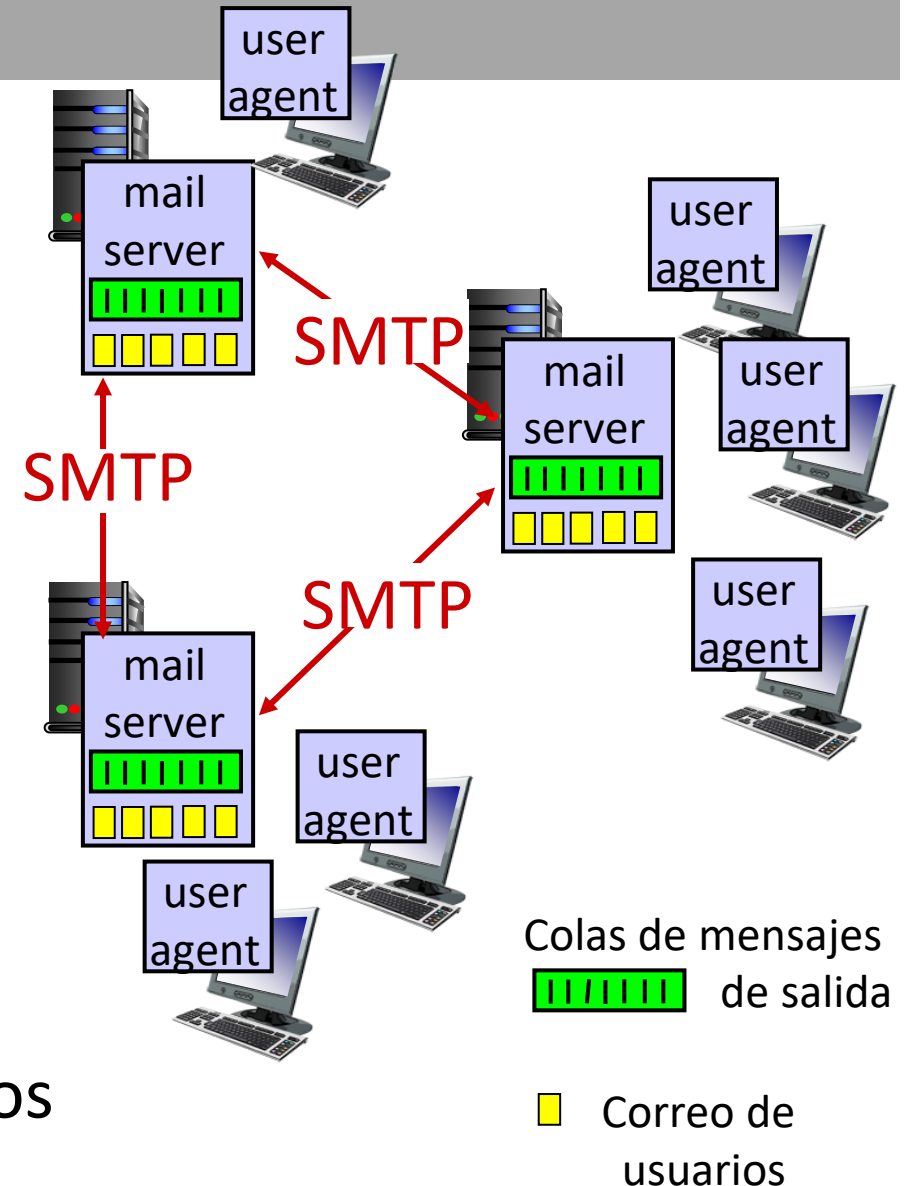 user
agent
mail
server
SMTP
user
agent
mail
server
user
agent
SMTP
SMTP
user
agent
mail
server
user
agent
user
agent
Colas de mensajes
de salida
os
Correo de
usuarios